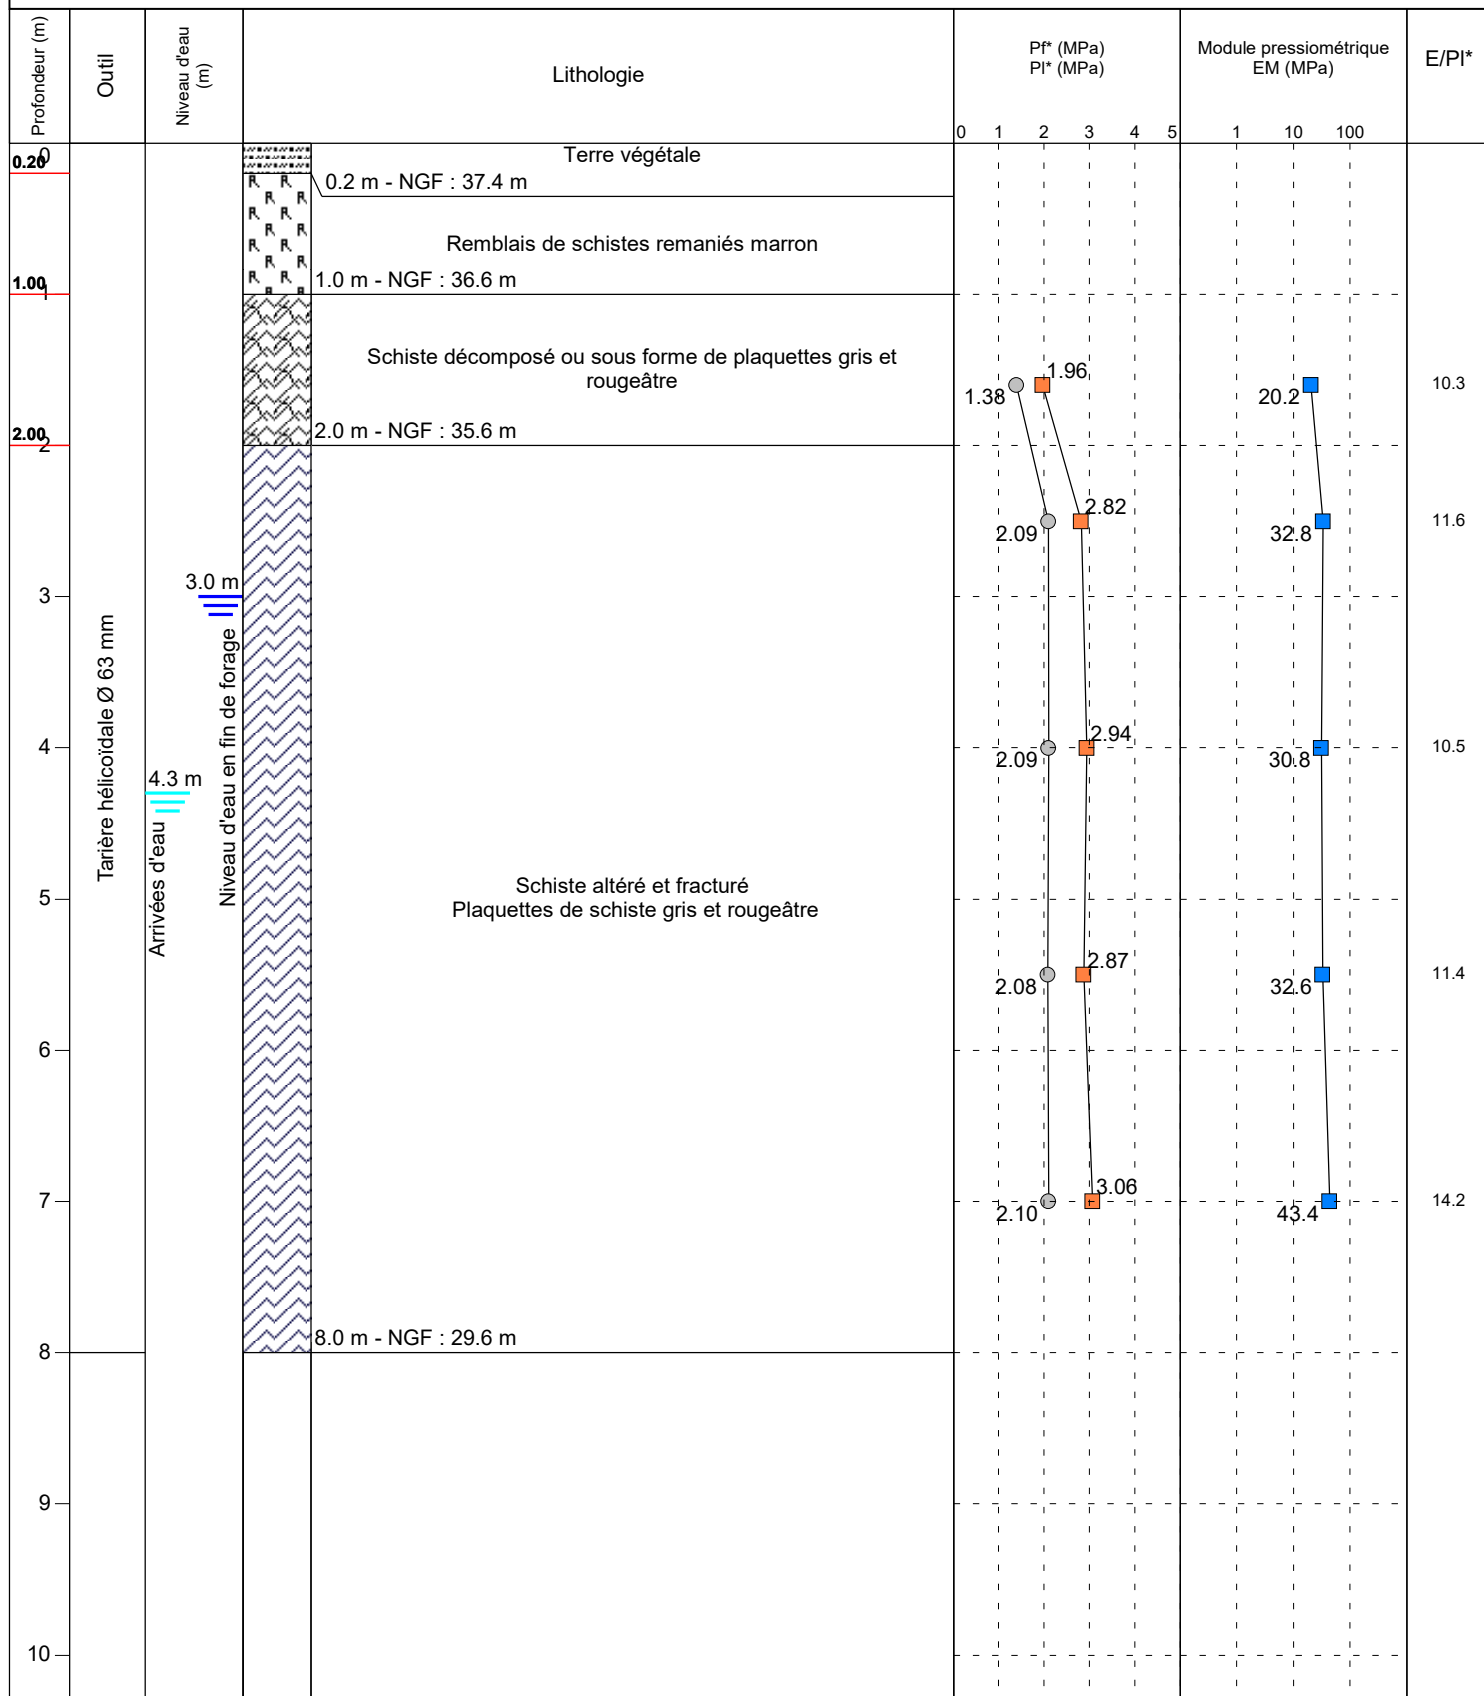 Profondeur (m)
Outil
Niveau d'eau
(m)
Lithologie
Pf* (MPa)
Pl* (MPa)
Module pressiométrique
EM (MPa)
E/Pl*
0 1 2 3 4 5
1 10 100
0
0.20
Terre végétale
0.2 m - NGF : 37.4 m
Remblais de schistes remaniés marron
1.00
1
1.0 m - NGF : 36.6 m
Schiste décomposé ou sous forme de plaquettes gris et
rougeâtre
1.38
1.96
20.2
10.3
2.00
2
2.0 m - NGF : 35.6 m
2.09
2.82
32.8
11.6
3
3.0 m
Niveau d'eau en fin de forage
Tarière hélicoïdale Ø 63 mm
4
2.09
2.94
30.8
10.5
4.3 m
Arrivées d'eau
5
Schiste altéré et fracturé
Plaquettes de schiste gris et rougeâtre
2.08
2.87
32.6
11.4
6
7
2.10
3.06
43.4
14.2
8
8.0 m - NGF : 29.6 m
9
10